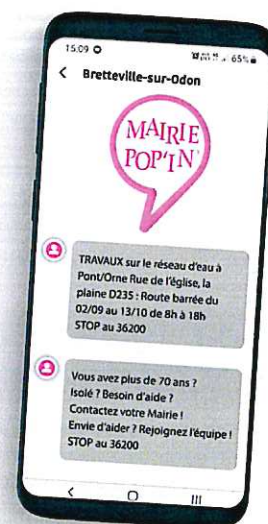 15:09
65%
Bretteville-sur-Odon
MAIRIE
POP'IN
TRAVAUX sur le réseau d'eau à
Pont/Orne Rue de l'église, la
plaine D235 : Route barrée du
02/09 au 13/10 de 8h à 18h
STOP au 36200
Vous avez plus de 70 ans ?
Isolé ? Besoin d'aide ?
Contactez votre Mairie !
Envie d'aider ? Rejoignez l'équipe !
STOP au 36200